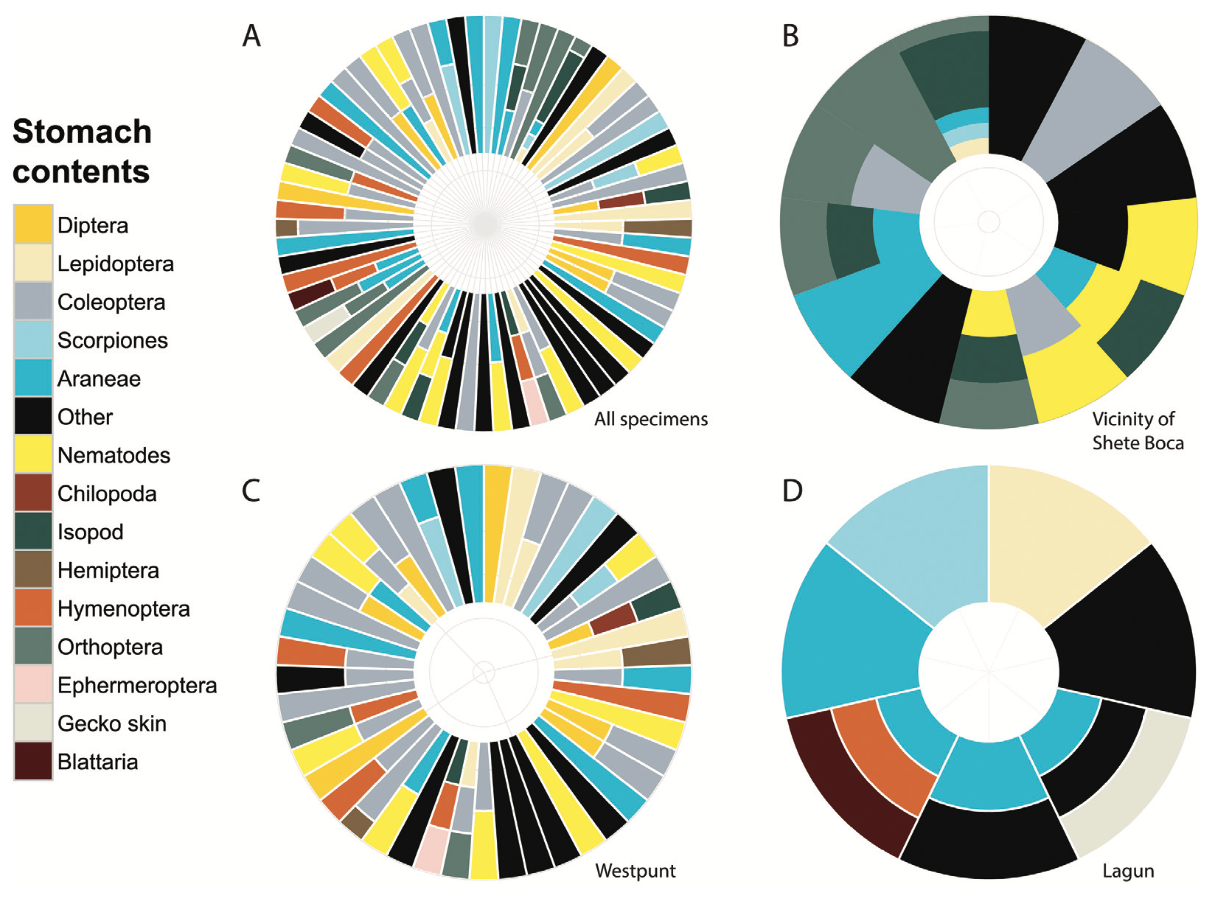 A
B
Stomach
contents
Diptera
Lepidoptera
Coleoptera
Scorpiones
Araneae
Other
Nematodes
Chilopoda
Isopod
Hemiptera
Hymenoptera
Orthoptera
Ephermeroptera
Gecko skin
Blattaria
All specimens
Vicinity of
Shete Boca
C
D
Westpunt
Lagun